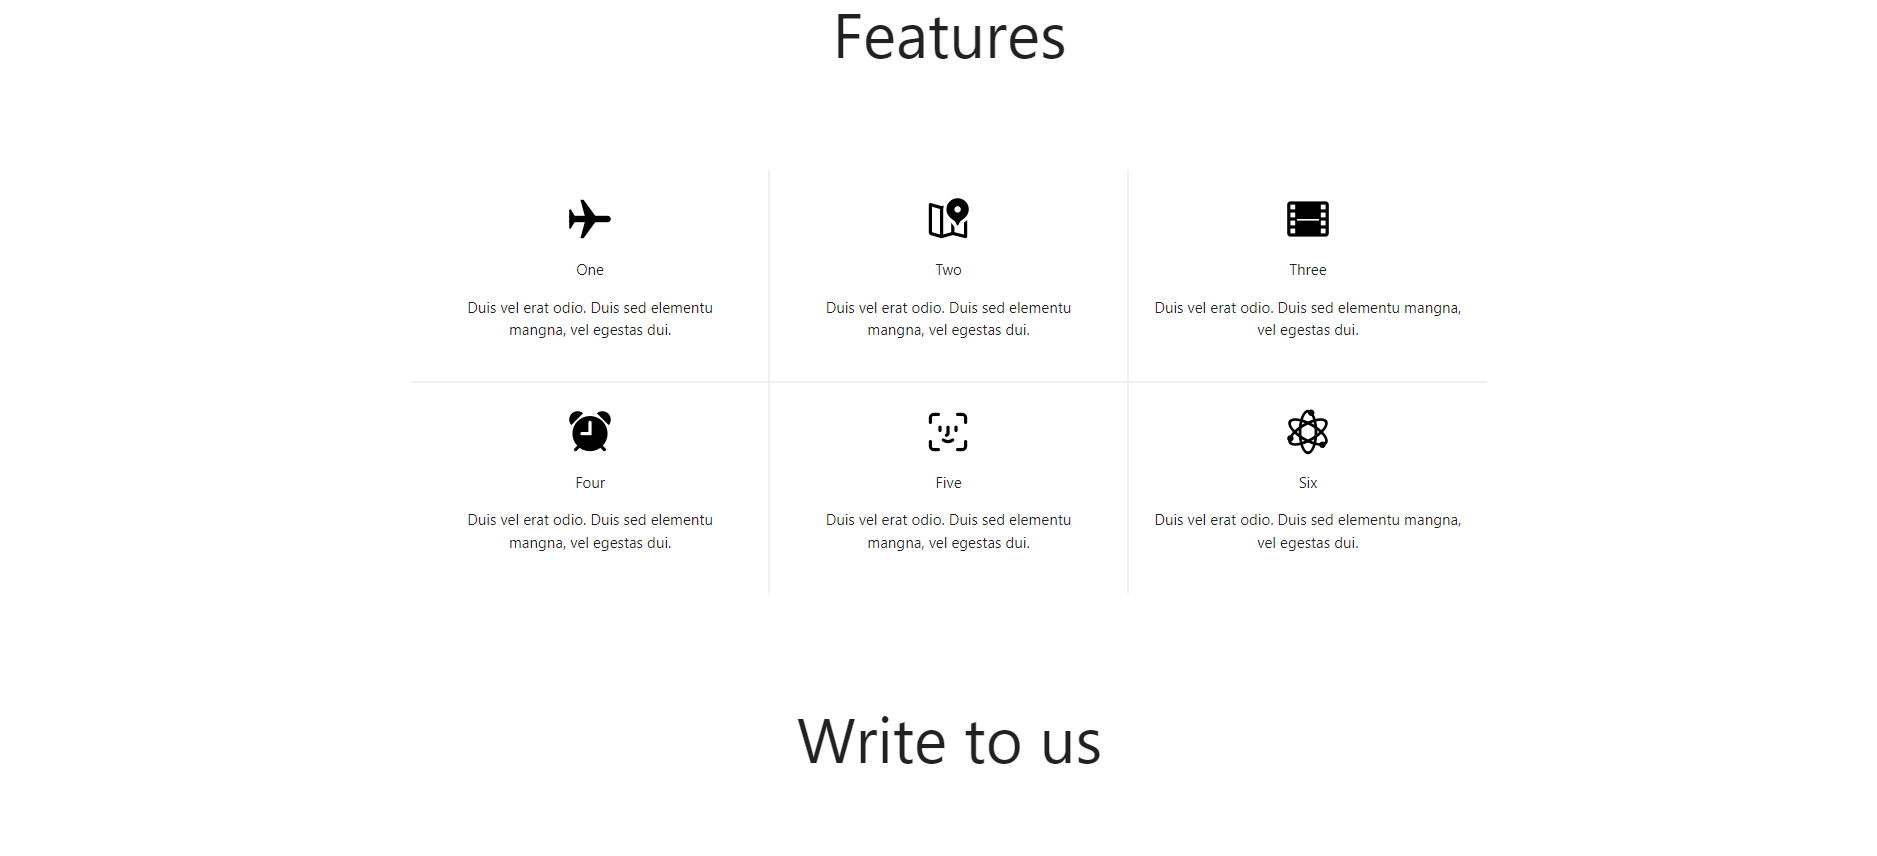 Features
One
Duis vel erat odio. Duis sed elementu
mangna, vel egestas dui.
Two
Duis vel erat odio. Duis sed elementu
mangna, vel egestas dui.
Three
Duis vel erat odio. Duis sed elementu mangna,
vel egestas dui.
Four
Duis vel erat odio. Duis sed elementu
mangna, vel egestas dui.
Five
Duis vel erat odio. Duis sed elementu
mangna, vel egestas dui.
Six
Duis vel erat odio. Duis sed elementu mangna,
vel egestas dui.
Write to us